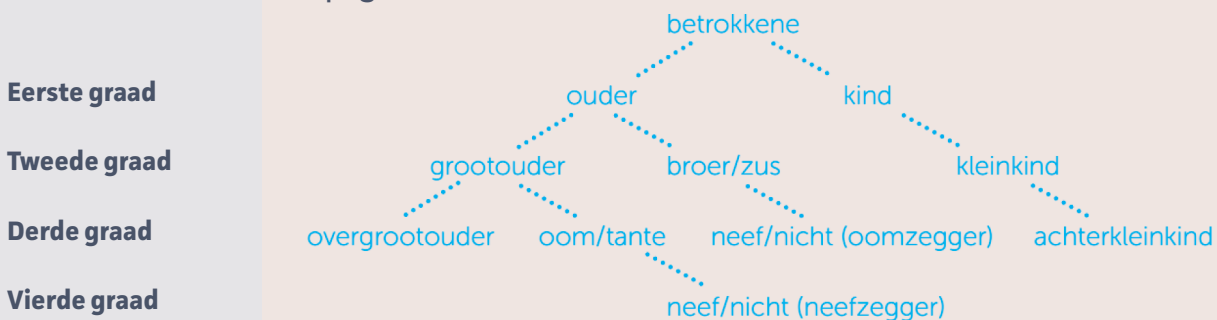 betrokkene
Eerste graad ouder kind
Tweede graad grootouder broer/zus kleinkind
Derde graad overgrootouder oom/tante neef/nicht (oomzegger) achterkleinkind
Vierde graad neef/nicht (neefzegger)